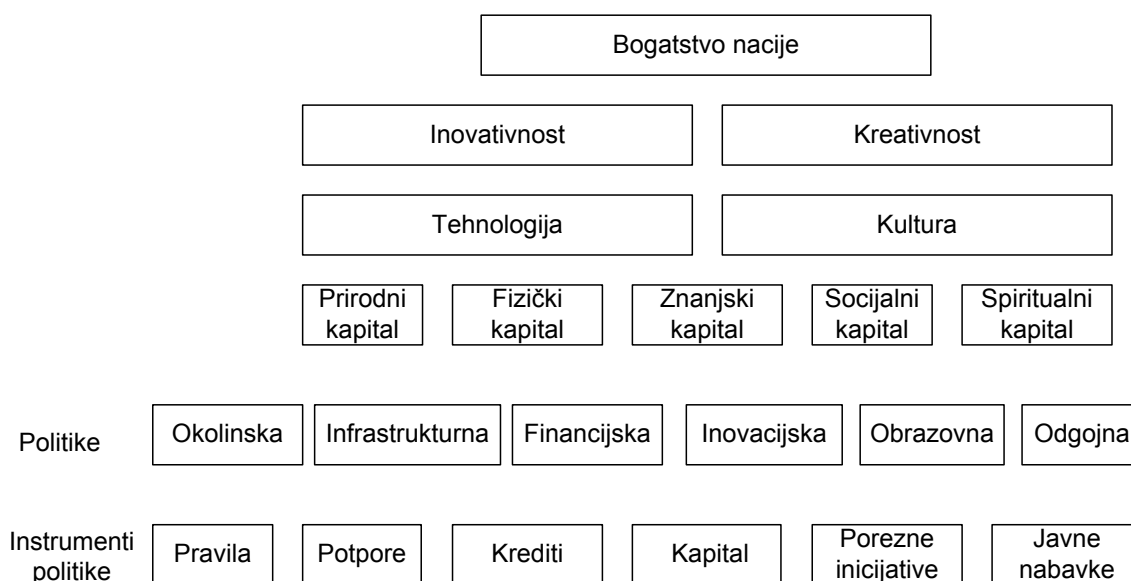 Bogatstvo nacije
Inovativnost
Kreativnost
Tehnologija
Kultura
Prirodni
kapital
Fizički
kapital
Znanjski
kapital
Socijalni
kapital
Spiritualni
kapital
Politike
Okolinska
Infrastrukturna
Financijska
Inovacijska
Obrazovna
Odgojna
Instrumenti
politike
Pravila
Potpore
Krediti
Kapital
Porezne
inicijative
Javne
nabavke